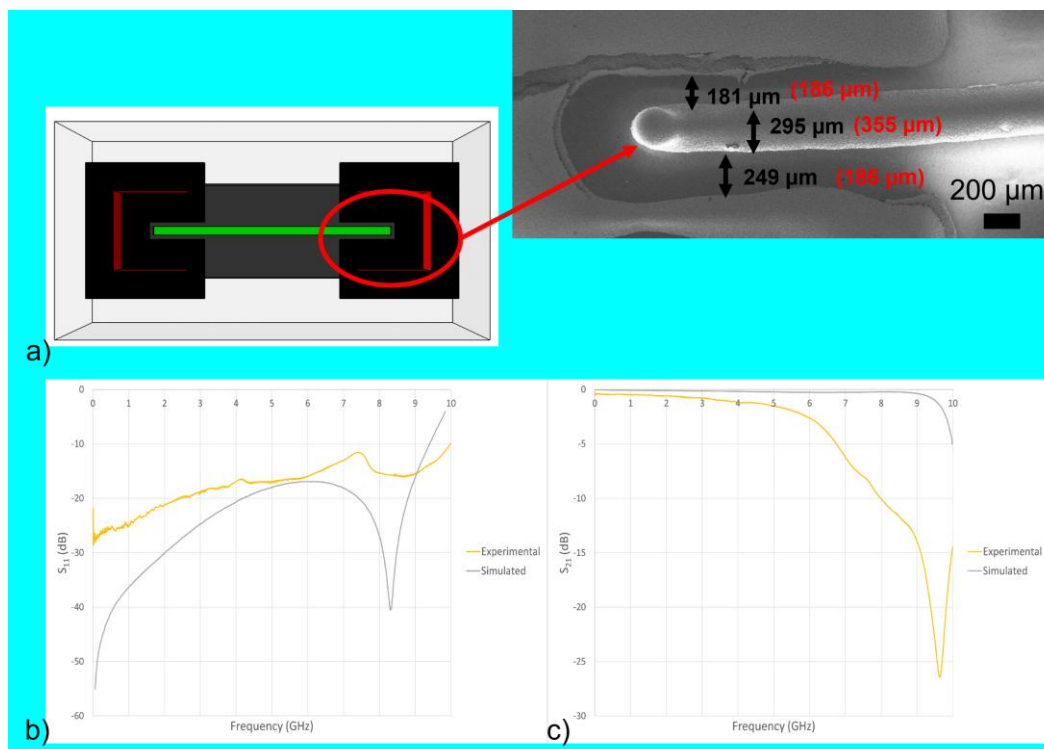 181 µm (186 µm)
295 µm (355 µm)
249 µm (186 µm)
200 µm
a)
0
0 1 2 3 4 5 6 7 8 9 10
-10
-20
-30
-40
-50
-60
S11 (dB)
Experimental
Simulated
Frequency (GHz)
b)
0
0 1 2 3 4 5 6 7 8 9 10
-5
-10
-15
-20
-25
-30
S21 (dB)
Experimental
Simulated
Frequency (GHz)
c)